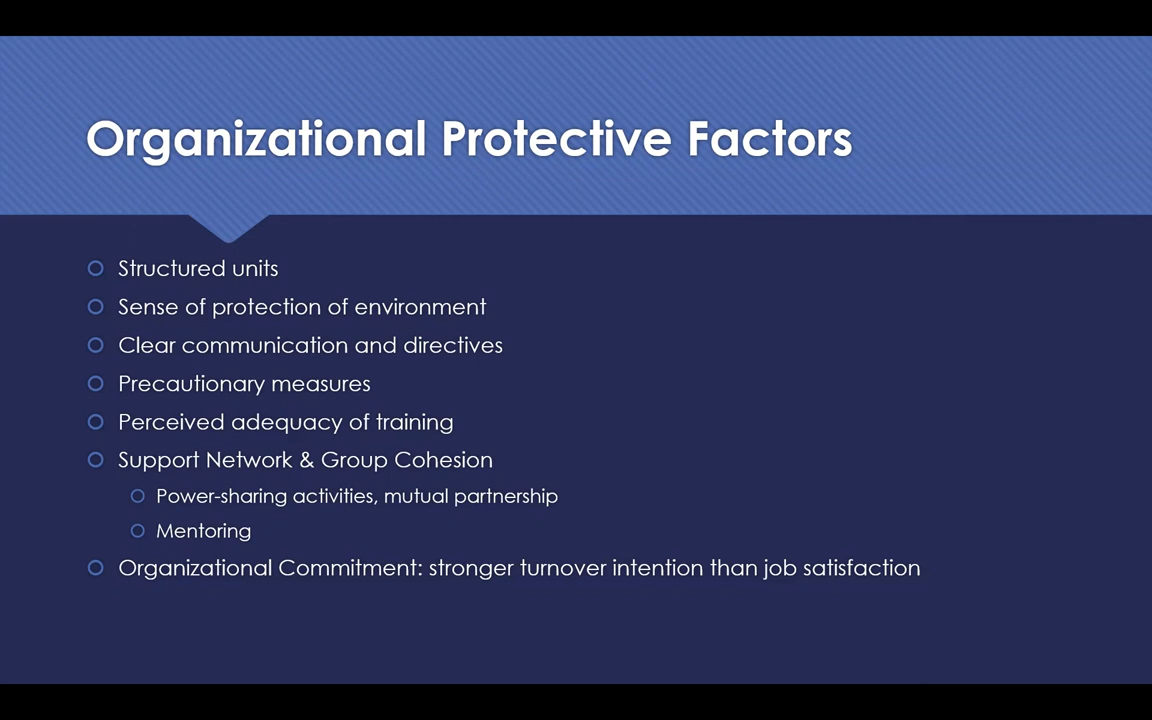 Organizational Protective Factors
Structured units
Sense of protection of environment
Clear communication and directives
Precautionary measures
Perceived adequacy of training
Support Network & Group Cohesion
Power-sharing activities, mutual partnership
Mentoring
Organizational Commitment: stronger turnover intention than job satisfaction